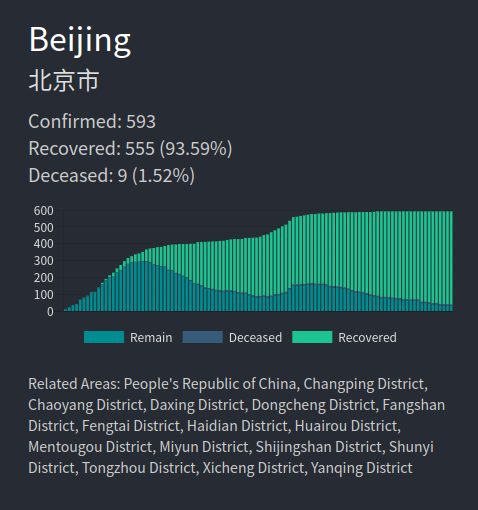 Beijing
北京市
Confirmed: 593
Recovered: 555 (93.59%)
Deceased: 9 (1.52%)
600
500
400
300
200
100
0
Remain Deceased Recovered
Related Areas: People's Republic of China, Changping District,
Chaoyang District, Daxing District, Dongcheng District, Fangshan
District, Fengtai District, Haidian District, Huairou District,
Mentougou District, Miyun District, Shijingshan District, Shunyi
District, Tongzhou District, Xicheng District, Yanqing District